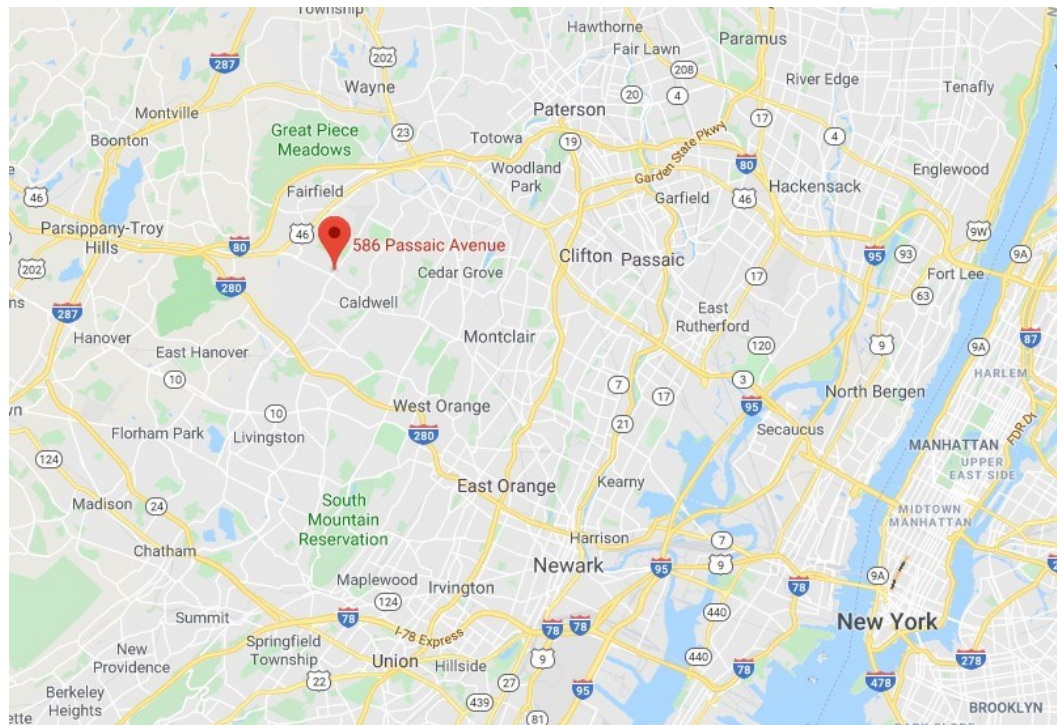 Township
Hawthorne
Paramus
287
202
Fair Lawn
208
River Edge
Wayne
20
4
Tenafly
Montville
Paterson
17
Boonton
Great Piece
Meadows
23
Totowa
19
4
Garden State Pkwy
80
Englewood
Woodland
Park
46
Fairfield
Garfield
46
Hackensack
Parsippany-Troy
Hills
80
46
586 Passaic Avenue
9W
202
Clifton
Passaic
95
93
9A
280
Cedar Grove
17
Fort Lee
287
Caldwell
63
Hanover
Montclair
East
Rutherford
87
120
9
9A
East Hanover
HARLEM
10
7
3
17
North Bergen
10
West Orange
95
21
Secaucus
Florham Park
Livingston
280
FDR Dr
MANHATTAN
124
UPPER
EAST SIDE
East Orange
Kearny
Madison
24
South
Mountain
Reservation
MIDTOWN
MANHATTAN
Harrison
7
Chatham
Newark
95
9
9A
Maplewood
Irvington
78
124
440
Summit
78
I-78 Express
78
78
New York
New
Providence
Springfield
Township
Union
Hillside
9
440
78
278
22
27
95
478
Berkeley
Heights
439
81
BROOKLYN